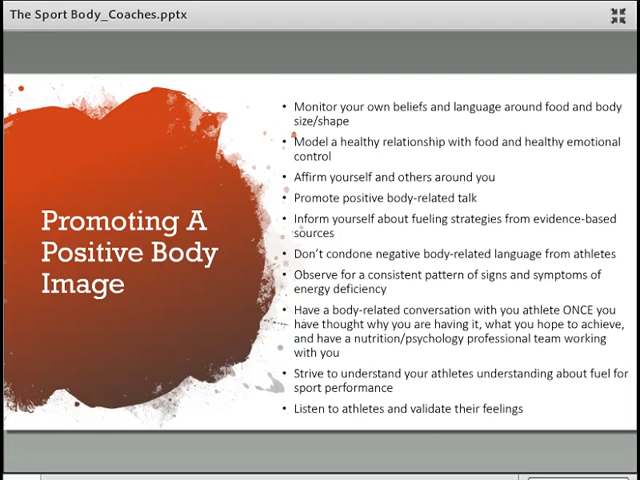 The Sport Body_Coaches.pptx
Promoting A
Positive Body
Image
• Monitor your own beliefs and language around food and body
size/shape
• Model a healthy relationship with food and healthy emotional
control
• Affirm yourself and others around you
• Promote positive body-related talk
• Inform yourself about fueling strategies from evidence-based
sources
• Don't condone negative body-related language from athletes
• Observe for a consistent pattern of signs and symptoms of
energy deficiency
• Have a body-related conversation with you athlete ONCE you
have thought why you are having it, what you hope to achieve,
and have a nutrition/psychology professional team working
with you
• Strive to understand your athletes understanding about fuel for
sport performance
• Listen to athletes and validate their feelings